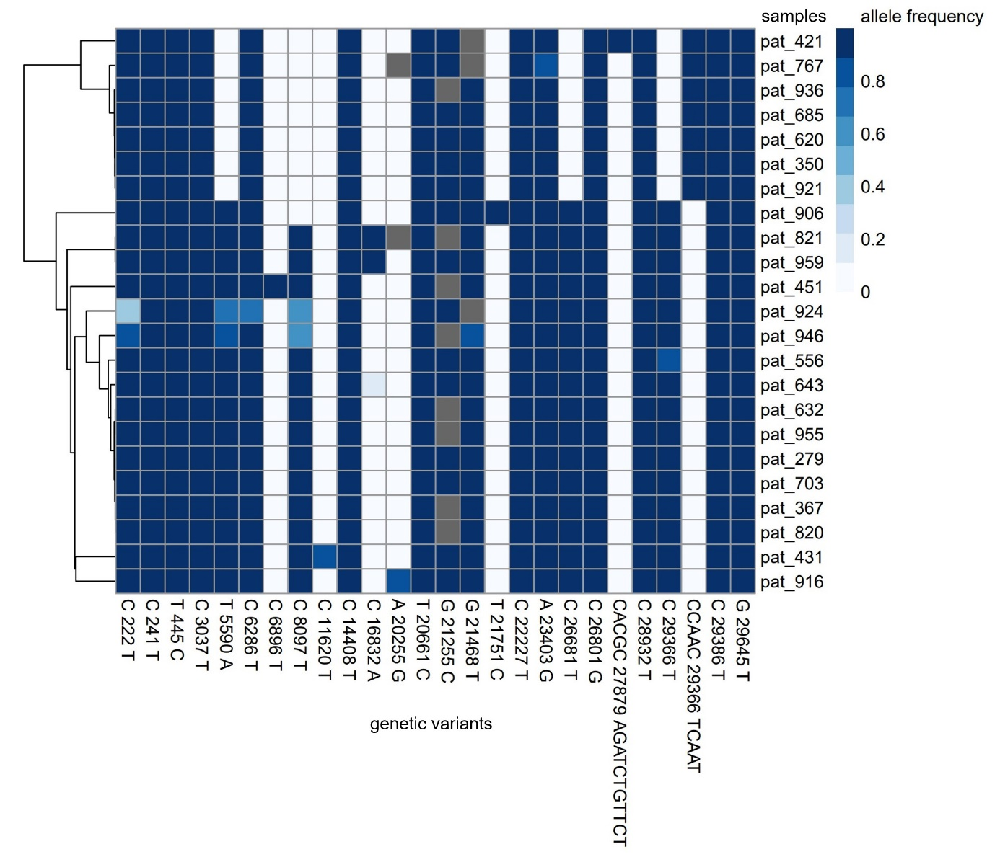 samples
allele frequency
pat_421
pat_767
pat_936
pat_685
pat_620
pat_350
pat_921
pat_906
pat_821
pat_959
pat_451
pat_924
pat_946
pat_556
pat_643
pat_632
pat_955
pat_279
pat_703
pat_367
pat_820
pat_431
pat_916
0.8
0.6
0.4
0.2
0
C 222 T
C 241 T
T 445 C
C 3037 T
T 5590 A
C 6286 T
C 6896 T
C 8097 T
C 11620 T
C 14408 T
C 16832 A
A 20255 G
T 20661 C
G 21255 C
G 21468 T
T 21751 C
C 22227 T
A 23403 G
C 26681 T
C 26801 G
CACGC 27879 AGATCTGTTCT
C 28932 T
C 29366 T
CCAAC 29366 TCAAT
C 29386 T
G 29645 T
genetic variants